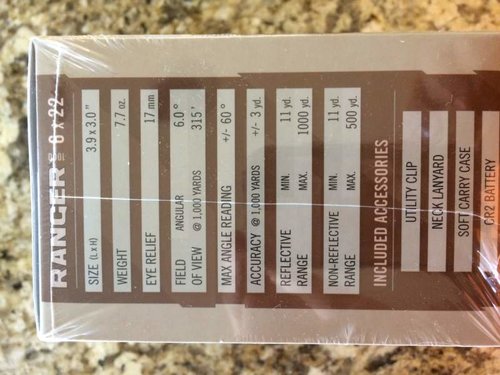 RANGER 6 x 22
SIZE (L x H) 3.9 x 3.0"
WEIGHT 7.7 oz.
EYE RELIEF 17 mm
FIELD ANGULAR 6.0°
OF VIEW @ 1,000 YARDS 315'
MAX ANGLE READING +/- 60°
ACCURACY @ 1,000 YARDS +/- 3 yd.
REFLECTIVE MIN. 11 yd.
RANGE MAX. 1000 yd.
NON-REFLECTIVE MIN. 11 yd.
RANGE MAX. 500 yd.
INCLUDED ACCESSORIES
UTILITY CLIP
NECK LANYARD
SOFT CARRY CASE
CR2 BATTERY